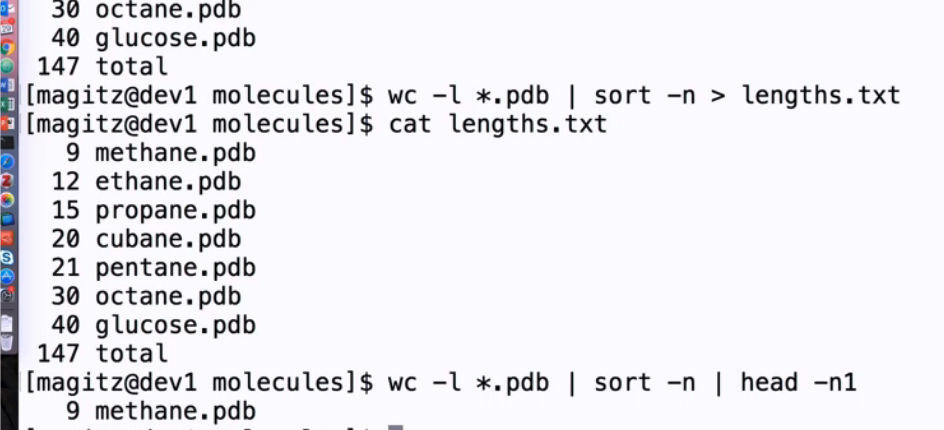 30 octane.pdb
40 glucose.pdb
147 total
[magitz@dev1 molecules]$ wc -l *.pdb | sort -n > lengths.txt
[magitz@dev1 molecules]$ cat lengths.txt
9 methane.pdb
12 ethane.pdb
15 propane.pdb
20 cubane.pdb
21 pentane.pdb
30 octane.pdb
40 glucose.pdb
147 total
[magitz@dev1 molecules]$ wc -l *.pdb | sort -n | head -n1
9 methane.pdb